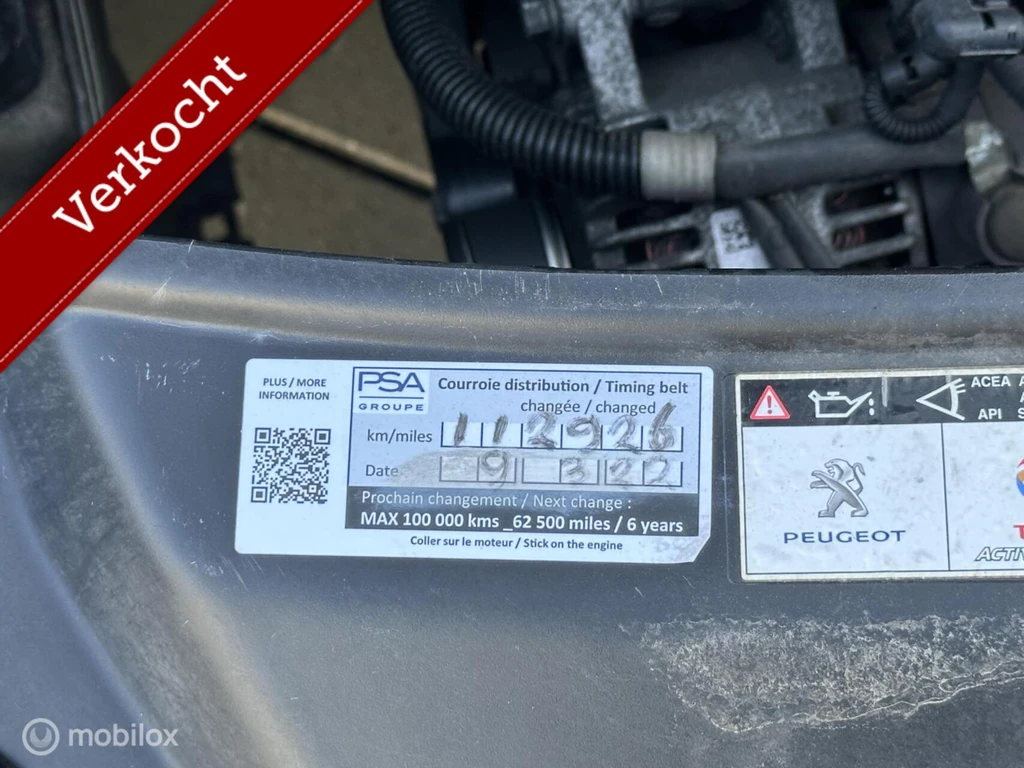 Verkocht
PLUS / MORE
INFORMATION
PSA
GROUPE
Courroie distribution / Timing belt
changée / changed
km/miles 112926
Date 9 3 22
Prochain changement / Next change :
MAX 100 000 kms _62 500 miles / 6 years
Coller sur le moteur / Stick on the engine
ACEA A
API S
PEUGEOT
ACTIV
mobilox